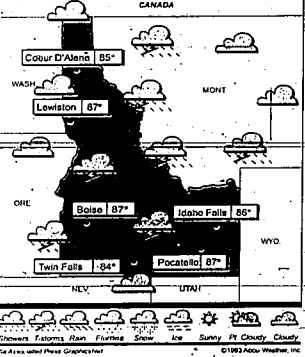 CANADA
Coeur D'Alene 85°
WASH
MONT
Lewiston 87°
ORE
Boise 87°
Idaho Falls 86°
WYO.
Twin Falls 84°
Pocatello 87°
NEV.
UTAH
Showers T-storms Rain Flurries Snow Ice Sunny Pt. Cloudy Cloudy
Associated Press GraphicsNet
©1993 Accu-Weather, Inc.